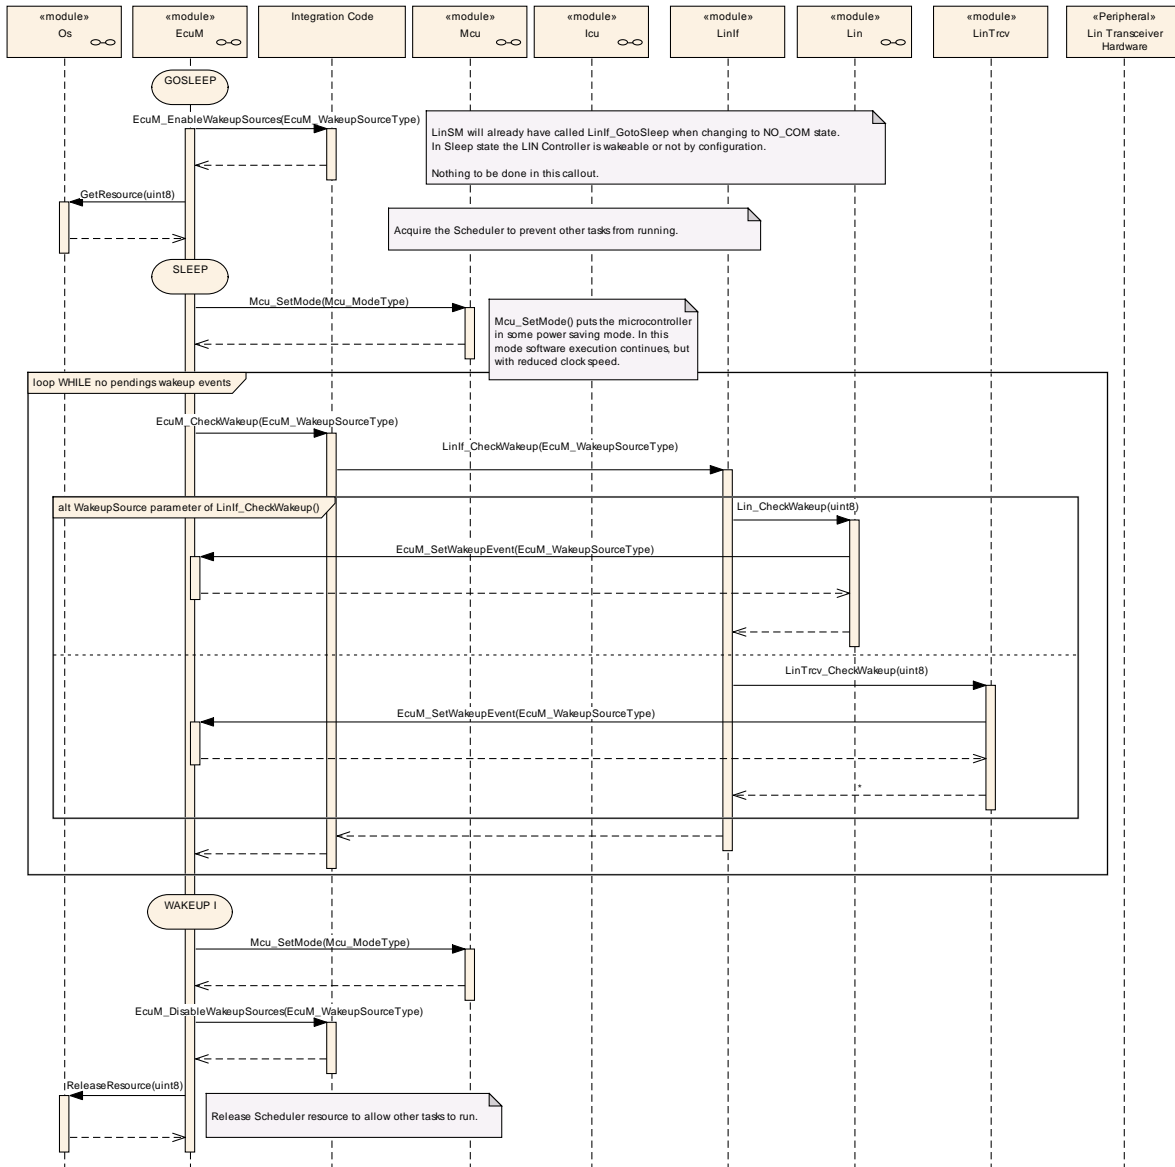 «module»
Os
«module»
EcuM
Integration Code
«module»
Mcu
«module»
Icu
«module»
LinIf
«module»
Lin
«module»
LinTrcv
«Peripheral»
Lin Transceiver
Hardware
GOSLEEP
EcuM_EnableWakeupSources(EcuM_WakeupSourceType)
LinSM will already have called LinIf_GotoSleep when changing to NO_COM state.
In Sleep state the LIN Controller is wakeable or not by configuration.
Nothing to be done in this callout.
GetResource(uint8)
Acquire the Scheduler to prevent other tasks from running.
SLEEP
Mcu_SetMode(Mcu_ModeType)
Mcu_SetMode() puts the microcontroller
in some power saving mode. In this
mode software execution continues, but
with reduced clock speed.
loop WHILE no pendings wakeup events
EcuM_CheckWakeup(EcuM_WakeupSourceType)
LinIf_CheckWakeup(EcuM_WakeupSourceType)
alt WakeupSource parameter of LinIf_CheckWakeup()
Lin_CheckWakeup(uint8)
EcuM_SetWakeupEvent(EcuM_WakeupSourceType)
LinTrcv_CheckWakeup(uint8)
EcuM_SetWakeupEvent(EcuM_WakeupSourceType)
WAKEUP I
Mcu_SetMode(Mcu_ModeType)
EcuM_DisableWakeupSources(EcuM_WakeupSourceType)
ReleaseResource(uint8)
Release Scheduler resource to allow other tasks to run.